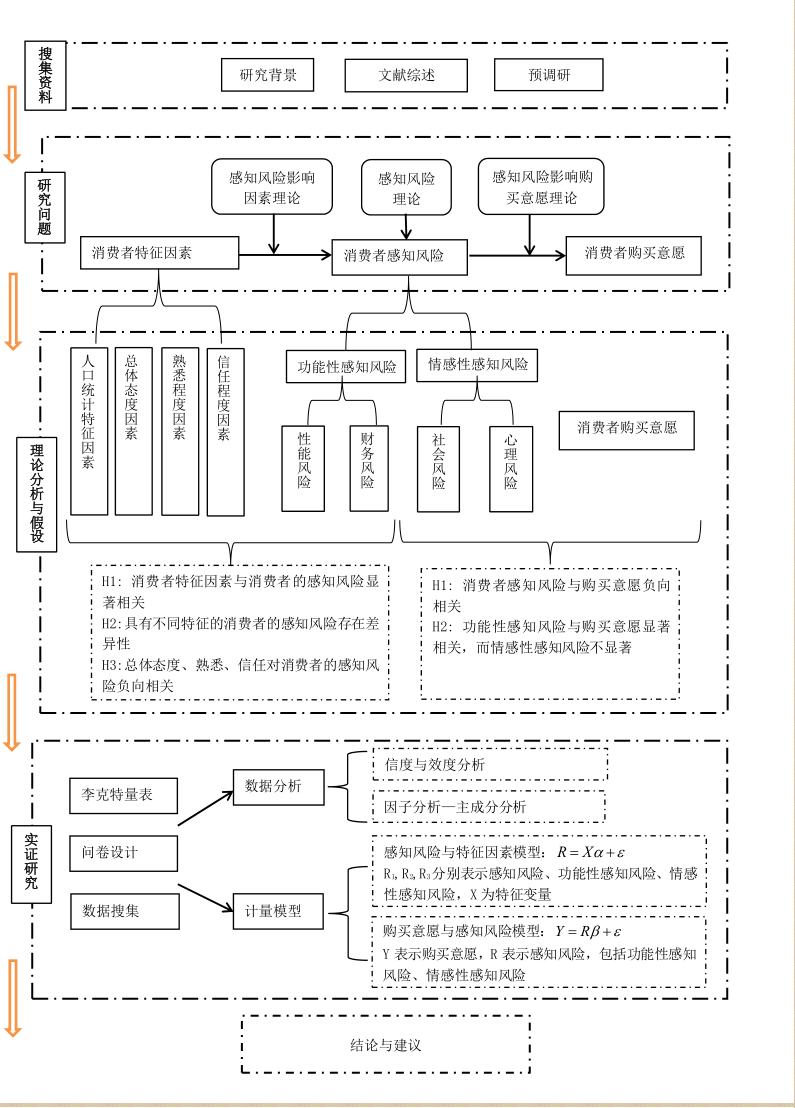 搜集资料
研究背景
文献综述
预调研
研究问题
感知风险影响
因素理论
感知风险
理论
感知风险影响购
买意愿理论
消费者特征因素
消费者感知风险
消费者购买意愿
理论分析与假设
人口统计特征因素
总体态度因素
熟悉程度因素
信任程度因素
功能性感知风险
情感性感知风险
性能风险
财务风险
社会风险
心理风险
消费者购买意愿
H1: 消费者特征因素与消费者的感知风险显
著相关
H2:具有不同特征的消费者的感知风险存在差
异性
H3:总体态度、熟悉、信任对消费者的感知风
险负向相关
H1: 消费者感知风险与购买意愿负向
相关
H2: 功能性感知风险与购买意愿显著
相关，而情感性感知风险不显著
实证研究
李克特量表
问卷设计
数据搜集
数据分析
计量模型
信度与效度分析
因子分析—主成分分析
感知风险与特征因素模型：R = Xα + ε
R₁,R₂,R₃分别表示感知风险、功能性感知风险、情感
性感知风险，X 为特征变量
购买意愿与感知风险模型：Y = Rβ + ε
Y 表示购买意愿，R 表示感知风险，包括功能性感知
风险、情感性感知风险
结论与建议